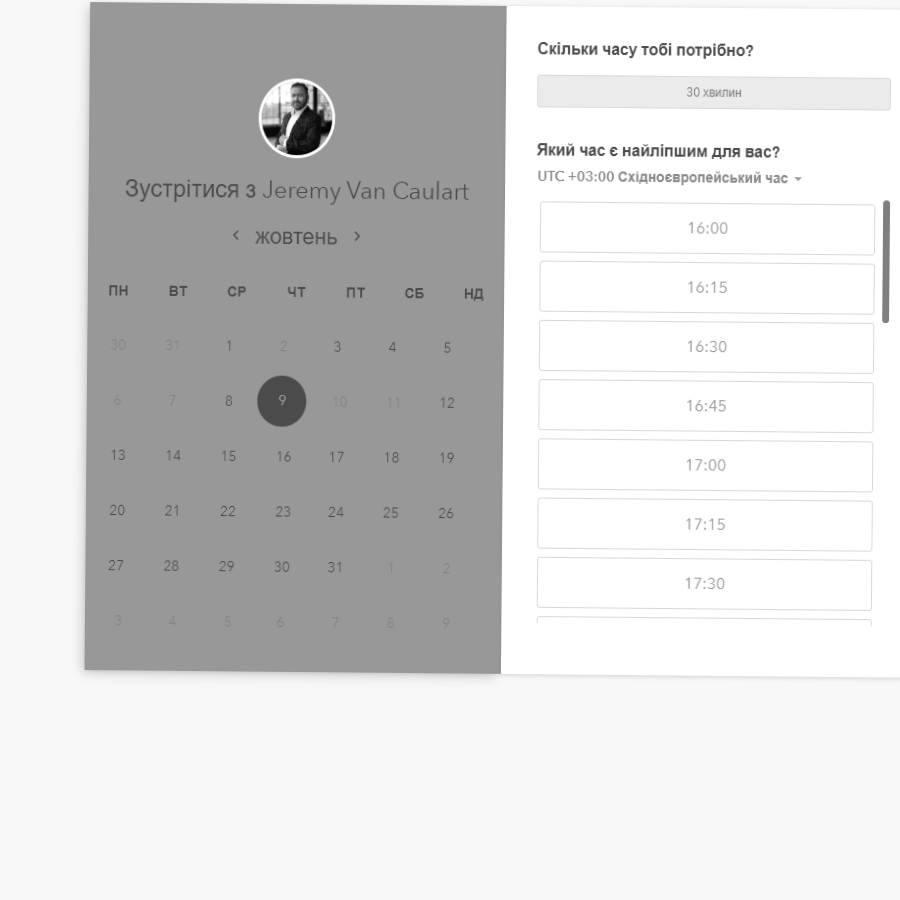 Зустрітися з Jeremy Van Caulart
жовтень
ПН ВТ СР ЧТ ПТ СБ НД
30 31 1 2 3 4 5
6 7 8 9 10 11 12
13 14 15 16 17 18 19
20 21 22 23 24 25 26
27 28 29 30 31 1 2
3 4 5 6 7 8 9
Скільки часу тобі потрібно?
30 хвилин
Який час є найліпшим для вас?
UTC +03:00 Східноєвропейський час
16:00
16:15
16:30
16:45
17:00
17:15
17:30